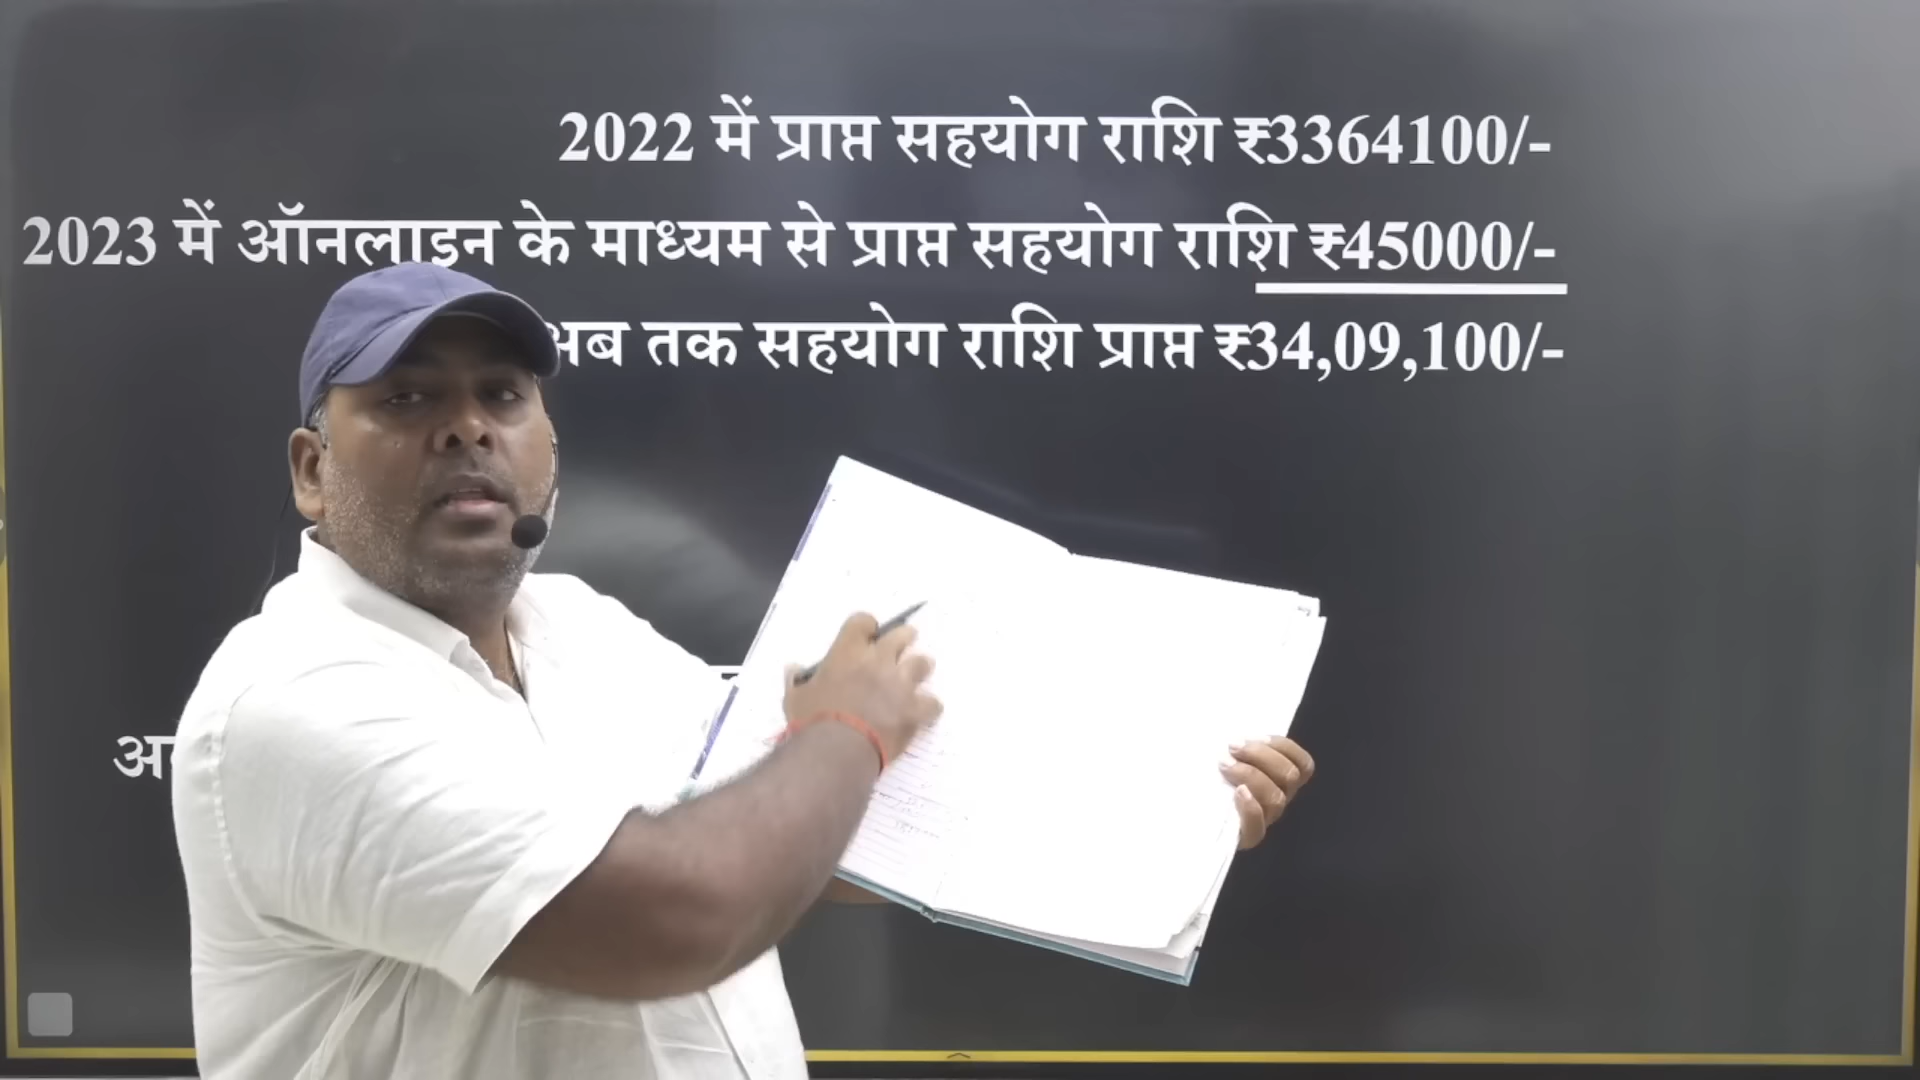 2022 में प्राप्त सहयोग राशि ₹3364100/-
2023 में ऑनलाइन के माध्यम से प्राप्त सहयोग राशि ₹45000/-
अब तक सहयोग राशि प्राप्त ₹34,09,100/-